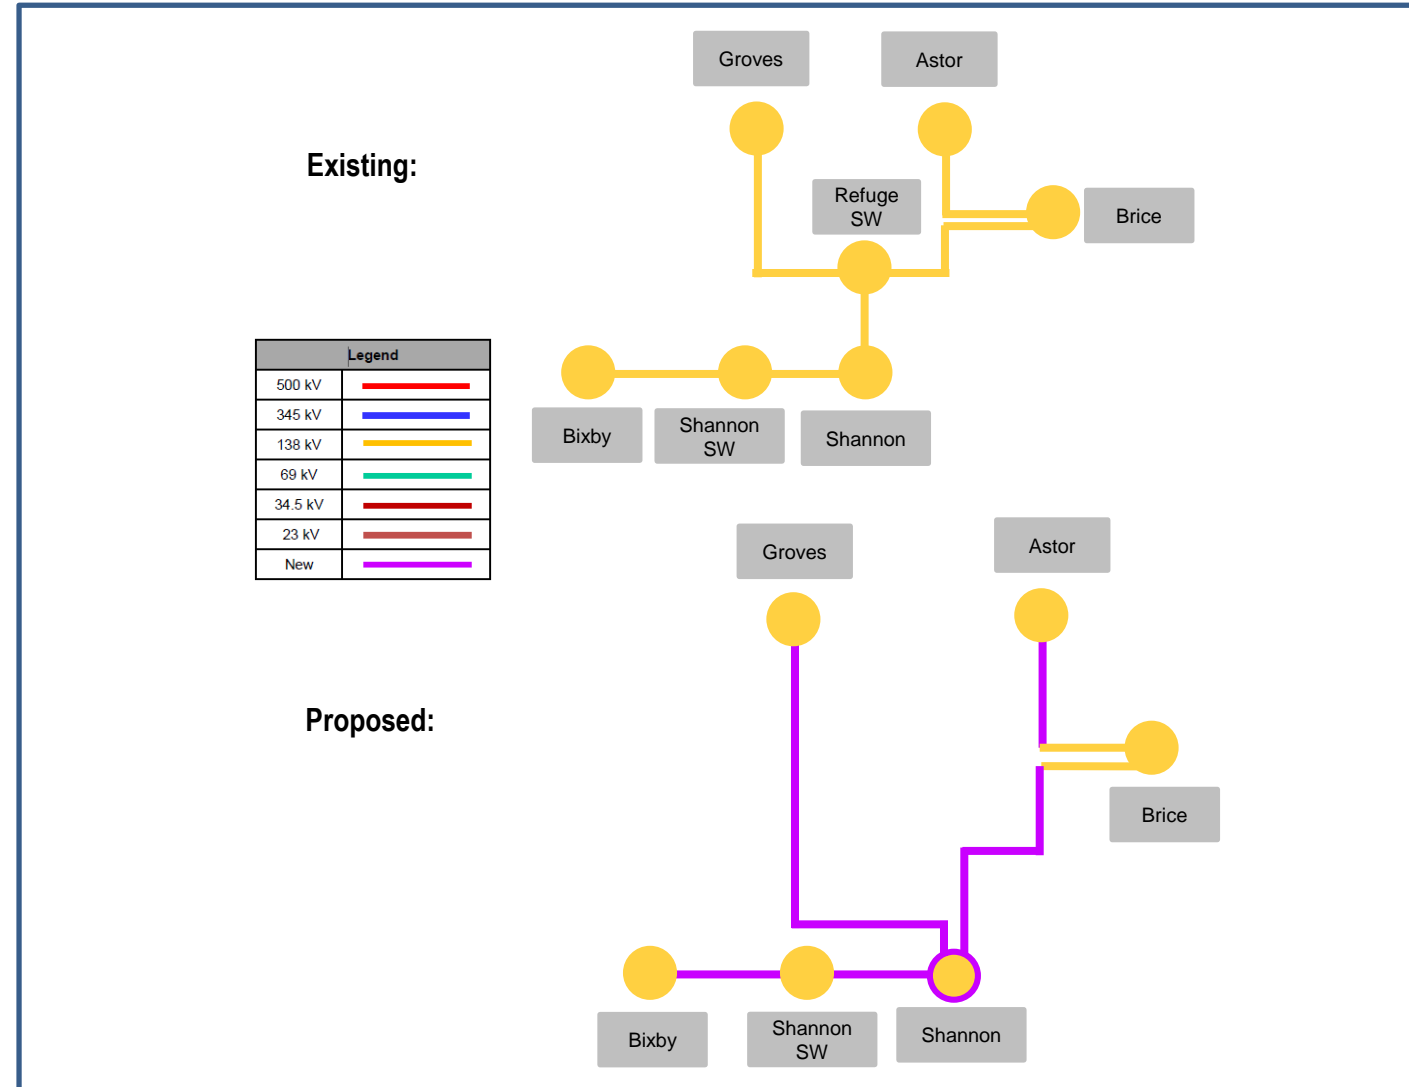 Groves
Astor
Existing:
Refuge
SW
Brice
Legend
500 kV
345 kV
138 kV
69 kV
34.5 kV
23 kV
New
Bixby
Shannon
SW
Shannon
Groves
Astor
Proposed:
Brice
Bixby
Shannon
SW
Shannon